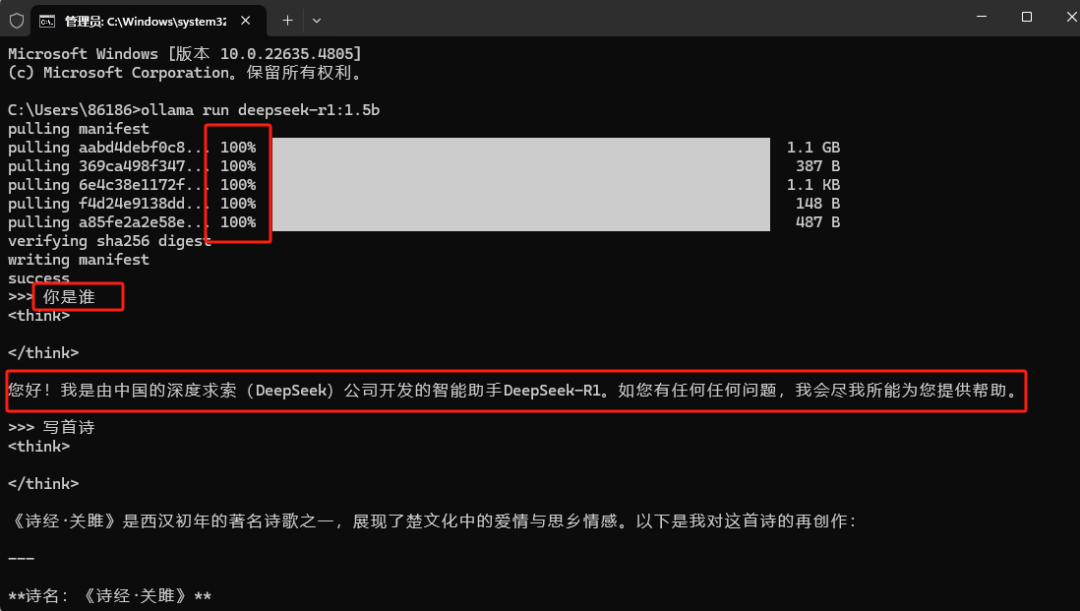 管理员: C:\Windows\system32
Microsoft Windows [版本 10.0.22635.4805]
(c) Microsoft Corporation。保留所有权利。
C:\Users\86186>ollama run deepseek-r1:1.5b
pulling manifest
pulling aabd4debf0c8... 100% 1.1 GB
pulling 369ca498f347... 100% 387 B
pulling 6e4c38e1172f... 100% 1.1 KB
pulling f4d24e9138dd... 100% 148 B
pulling a85fe2a2e58e... 100% 487 B
verifying sha256 digest
writing manifest
success
>>> 你是谁
<think>
</think>
您好！我是由中国的深度求索（DeepSeek）公司开发的智能助手DeepSeek-R1。如您有任何任何问题，我会尽我所能为您提供帮助。
>>> 写首诗
<think>
</think>
《诗经·关雎》是西汉初年的著名诗歌之一，展现了楚文化中的爱情与思乡情感。以下是我对这首诗的再创作：
---
**诗名：《诗经·关雎》**